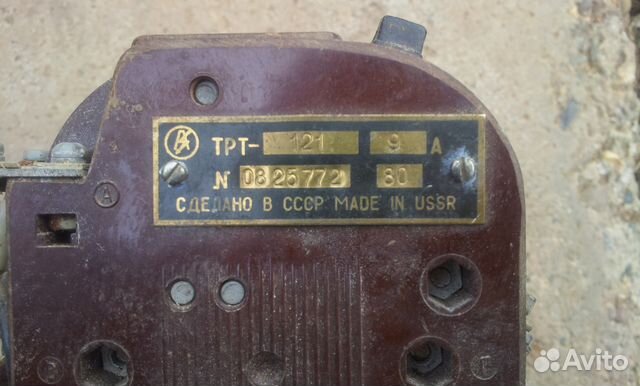 ТРТ- 121 9 А
№ 0825772 80
СДЕЛАНО В СССР MADE IN USSR
А
Avito